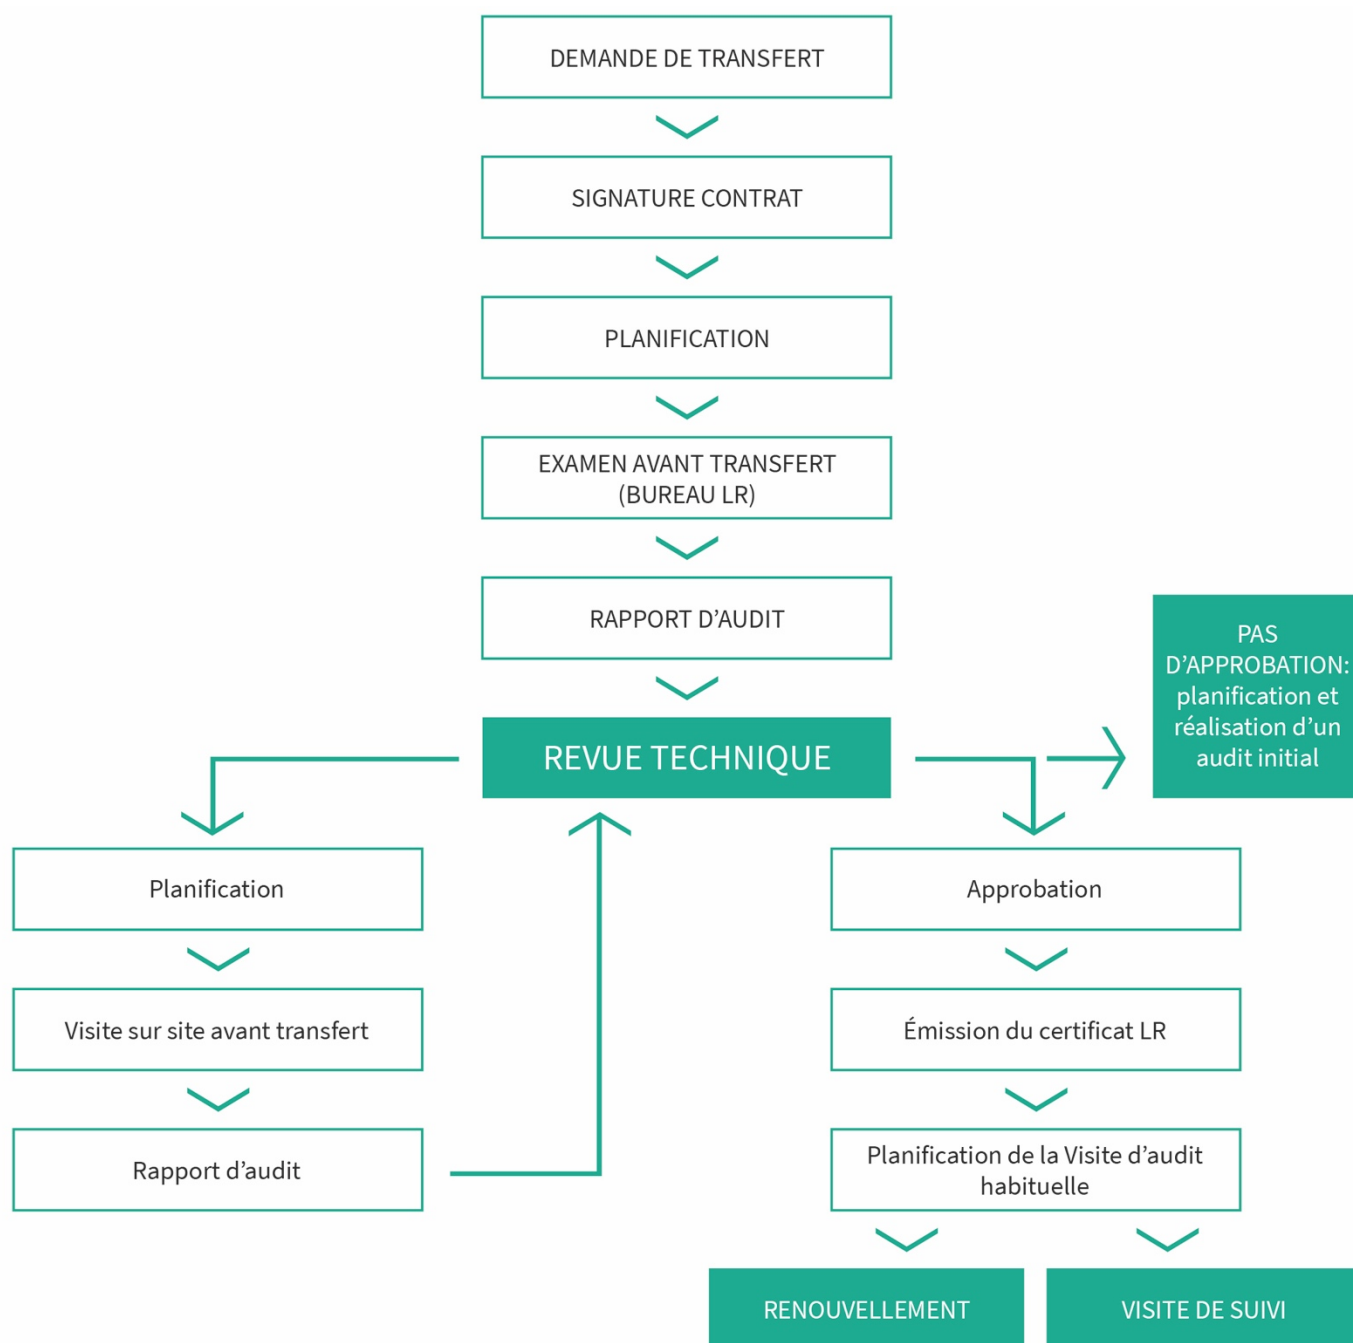 DEMANDE DE TRANSFERT
SIGNATURE CONTRAT
PLANIFICATION
EXAMEN AVANT TRANSFERT
(BUREAU LR)
RAPPORT D’AUDIT
PAS
D’APPROBATION:
planification et
réalisation d’un
audit initial
REVUE TECHNIQUE
Planification
Visite sur site avant transfert
Rapport d’audit
Approbation
Émission du certificat LR
Planification de la Visite d’audit
habituelle
RENOUVELLEMENT
VISITE DE SUIVI